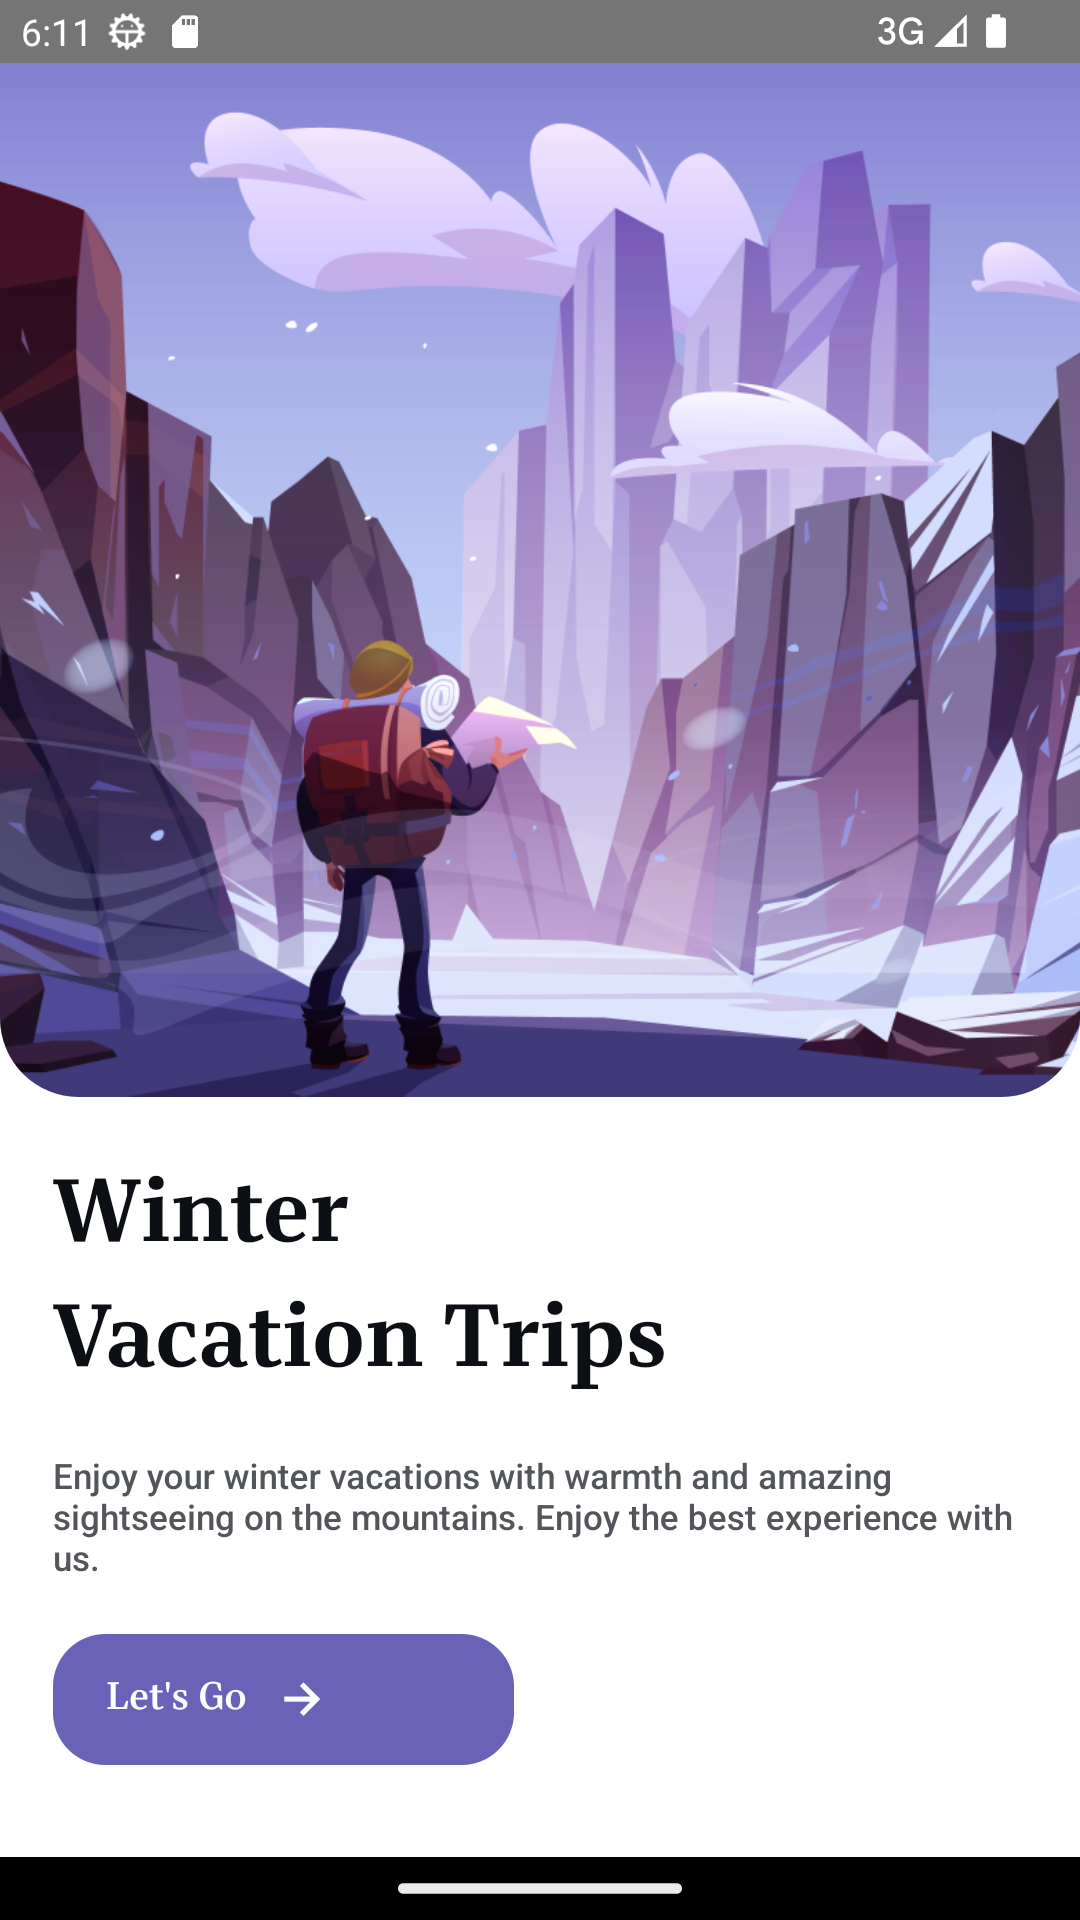 6:11
3G
Winter
Vacation Trips
Enjoy your winter vacations with warmth and amazing
sightseeing on the mountains. Enjoy the best experience with
us.
Let's Go